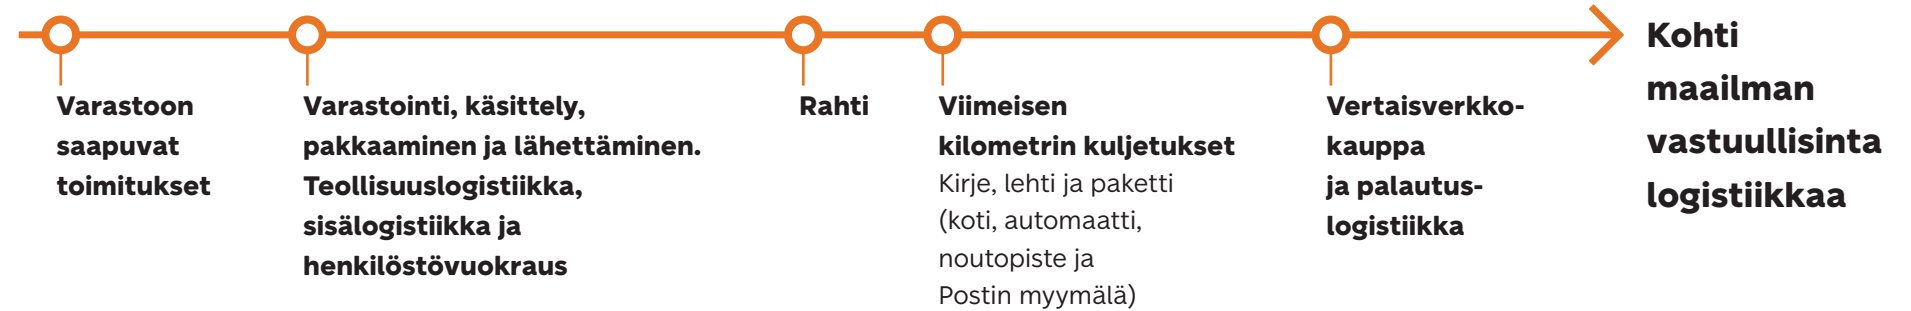 Varastoon
saapuvat
toimitukset
Varastointi, käsittely,
pakkaaminen ja lähettäminen.
Teollisuuslogistiikka,
sisälogistiikka ja
henkilöstövuokraus
Rahti
Viimeisen
kilometrin kuljetukset
Kirje, lehti ja paketti
(koti, automaatti,
noutopiste ja
Postin myymälä)
Vertaisverkko-
kauppa
ja palautus-
logistiikka
Kohti
maailman
vastuullisinta
logistiikkaa